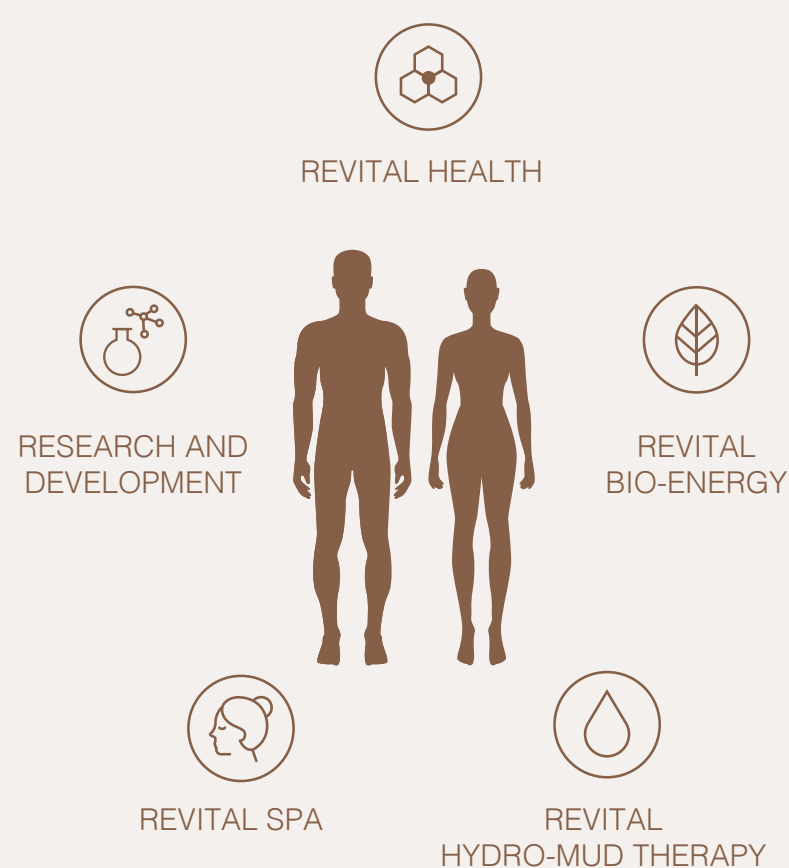 REVITAL HEALTH
RESEARCH AND
DEVELOPMENT
REVITAL
BIO-ENERGY
REVITAL SPA
REVITAL
HYDRO-MUD THERAPY